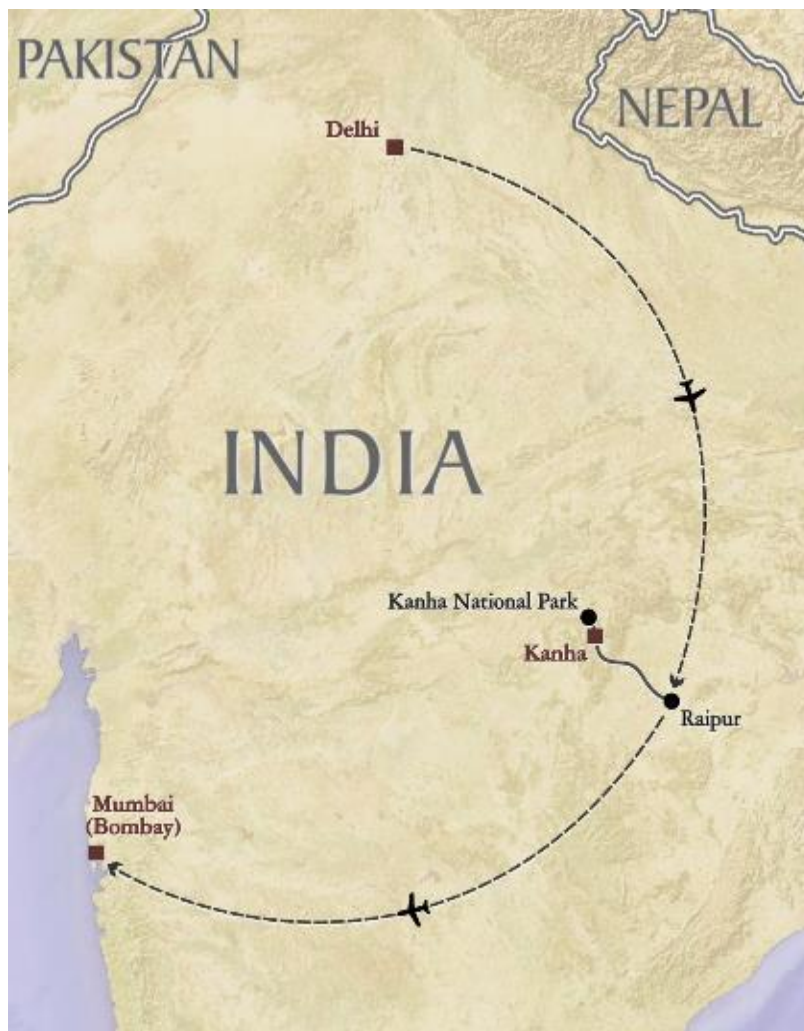 PAKISTAN
NEPAL
Delhi
INDIA
Kanha National Park
Kanha
Raipur
Mumbai
(Bombay)